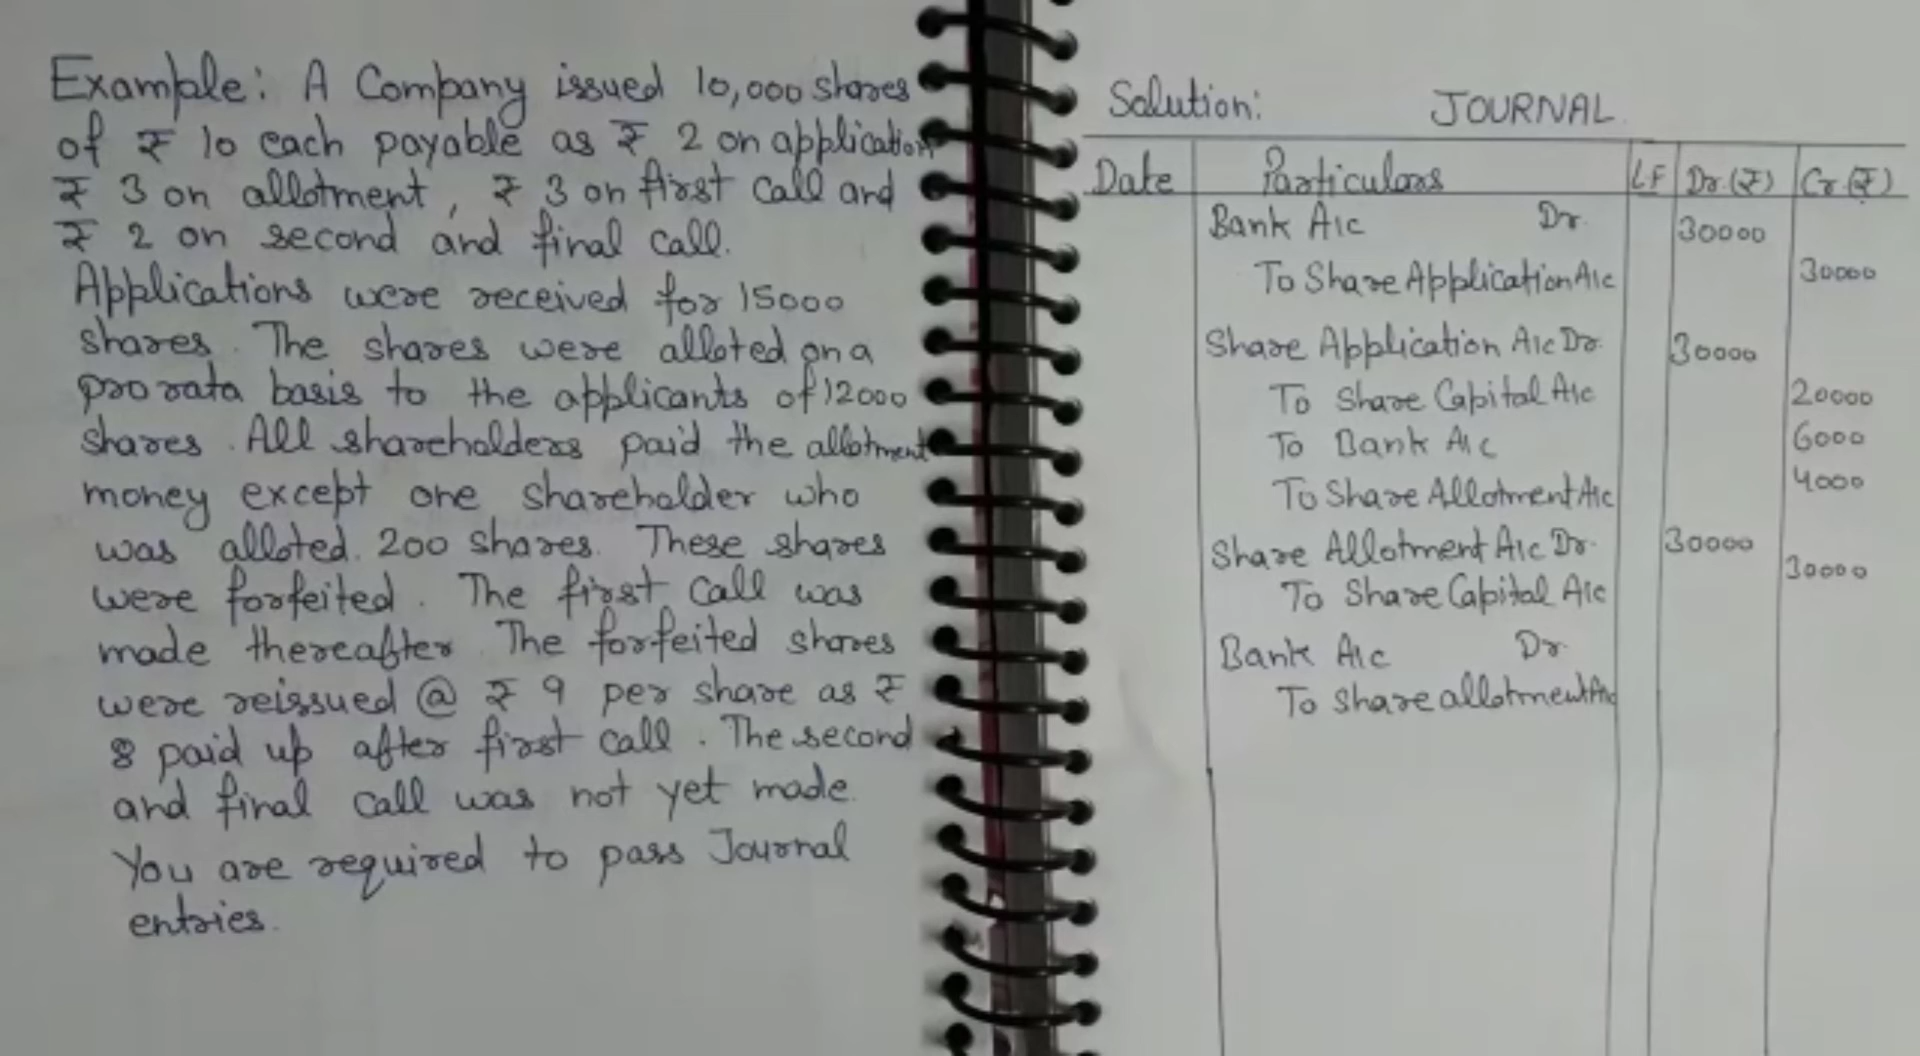 Example: A Company issued 10,000 shares
of ₹ 10 each payable as ₹ 2 on application
₹ 3 on allotment, ₹ 3 on first call and
₹ 2 on second and final call.
Applications were received for 15000
shares. The shares were alloted on a
pro rata basis to the applicants of 12000
shares. All shareholders paid the allotment
money except one shareholder who
was alloted 200 shares. These shares
were forfeited. The first call was
made thereafter. The forfeited shares
were reissued @ ₹ 9 per share as ₹
8 paid up after first call. The second
and final call was not yet made.
You are required to pass Journal
entries.
Solution: JOURNAL
Date Particulars LF Dr.(₹) Cr.(₹)
Bank A/c Dr. 30000
To Share Application A/c 30000
Share Application A/c Dr. 30000
To Share Capital A/c 20000
To Bank A/c 6000
To Share Allotment A/c 4000
Share Allotment A/c Dr. 30000
To Share Capital A/c 30000
Bank A/c Dr.
To share allotment A/c